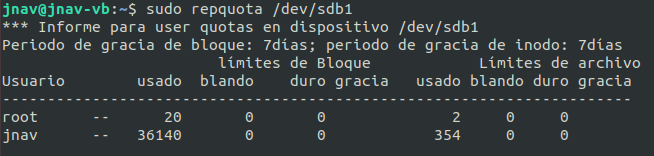 jnav@jnav-vb:~$ sudo repquota /dev/sdb1
*** Informe para user quotas en dispositivo /dev/sdb1
Periodo de gracia de bloque: 7días; periodo de gracia de inodo: 7días
                        límites de Bloque               Límites de archivo
Usuario         usado   blando    duro gracia    usado blando duro gracia
----------------------------------------------------------------------
root      --      20       0       0              2     0     0
jnav      --   36140       0       0            354     0     0